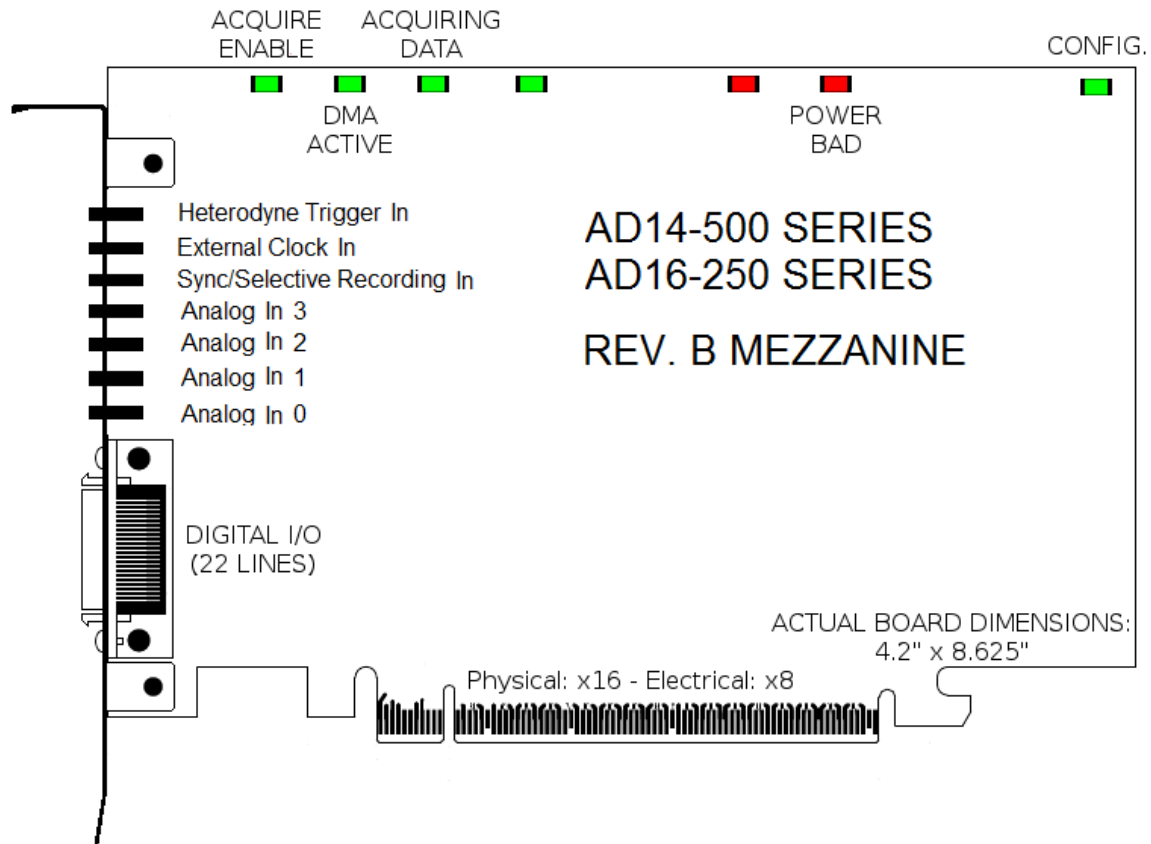 ACQUIRE
ENABLE
ACQUIRING
DATA
CONFIG.
DMA
ACTIVE
POWER
BAD
Heterodyne Trigger In
External Clock In
Sync/Selective Recording In
Analog In 3
Analog In 2
Analog In 1
Analog In 0
AD14-500 SERIES
AD16-250 SERIES
REV. B MEZZANINE
DIGITAL I/O
(22 LINES)
ACTUAL BOARD DIMENSIONS:
4.2" x 8.625"
Physical: x16 - Electrical: x8